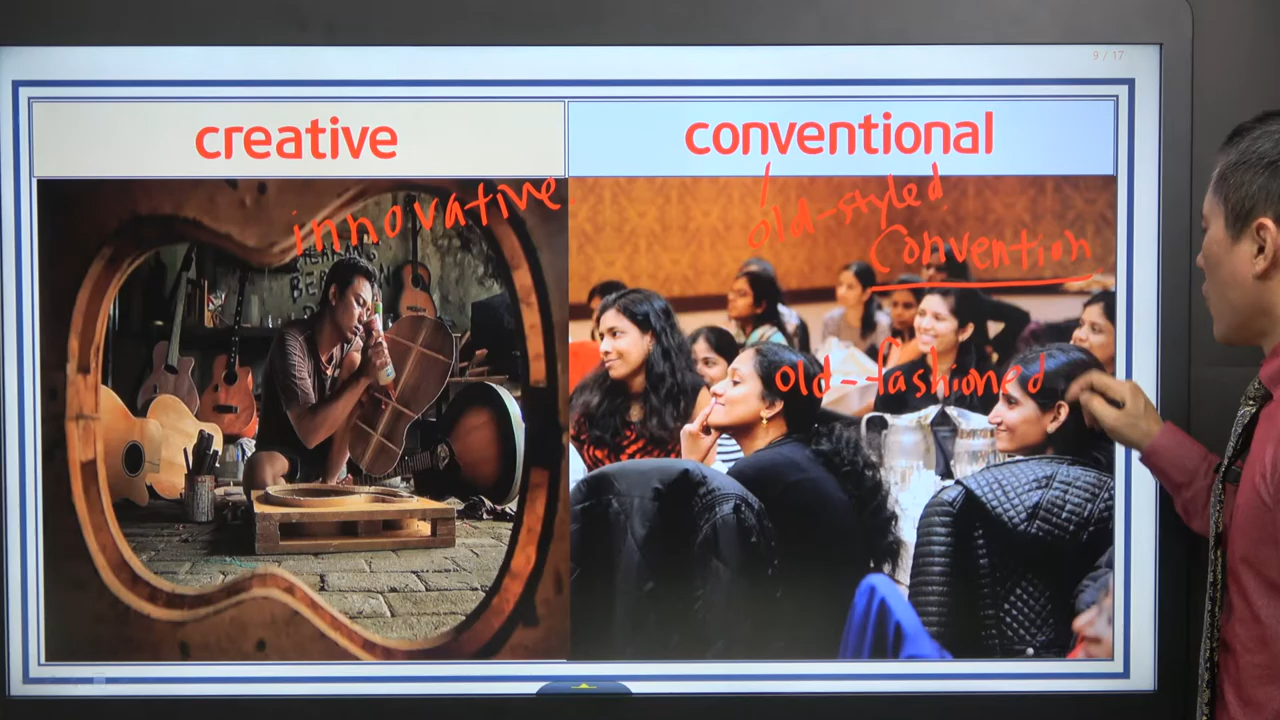 9 / 17
creative
conventional
innovative
old-styled
Convention
old-fashioned